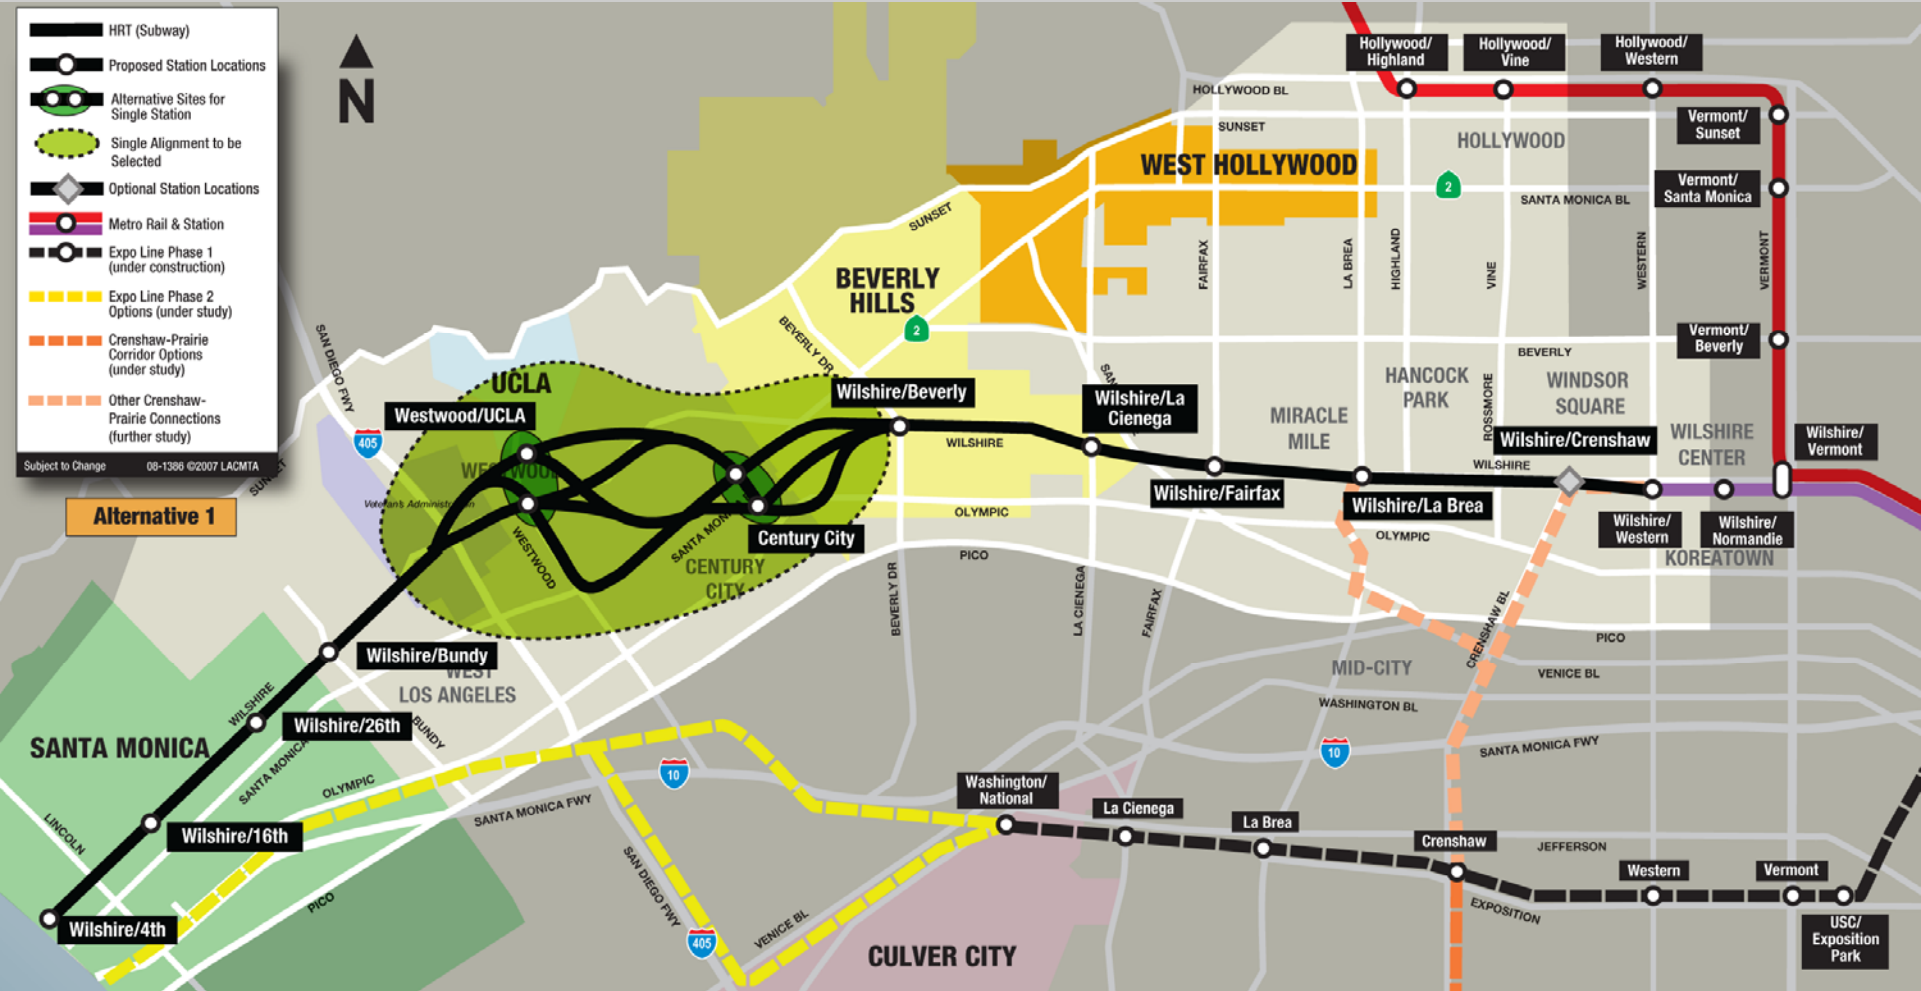 HRT (Subway)
Proposed Station Locations
Alternative Sites for
Single Station
Single Alignment to be
Selected
Optional Station Locations
Metro Rail & Station
Expo Line Phase 1
(under construction)
Expo Line Phase 2
Options (under study)
Crenshaw-Prairie
Corridor Options
(under study)
Other Crenshaw-
Prairie Connections
(further study)
Subject to Change
08-1386 ©2007 LACMTA
Alternative 1
N
Hollywood/
Highland
Hollywood/
Vine
Hollywood/
Western
HOLLYWOOD BL
SUNSET
HOLLYWOOD
Vermont/
Sunset
WEST HOLLYWOOD
2
SANTA MONICA BL
Vermont/
Santa Monica
SUNSET
FAIRFAX
LA BREA
HIGHLAND
VINE
WESTERN
VERMONT
BEVERLY
HILLS
2
BEVERLY DR
BEVERLY
Vermont/
Beverly
SAN DIEGO FWY
405
UCLA
Westwood/UCLA
Wilshire/Beverly
Wilshire/La
Cienega
SAN
HANCOCK
PARK
ROSSMORE
WINDSOR
SQUARE
MIRACLE
MILE
WILSHIRE
Wilshire/Crenshaw
WILSHIRE
WILSHIRE
CENTER
Wilshire/
Vermont
SUNSET
WESTWOOD
Veteran's Administration
Wilshire/Fairfax
Wilshire/La Brea
Wilshire/
Western
Wilshire/
Normandie
KOREATOWN
OLYMPIC
OLYMPIC
WESTWOOD
SANTA MONI
Century City
CENTURY
CITY
PICO
BEVERLY DR
LA CIENEGA
FAIRFAX
CRENSHAW BL
PICO
Wilshire/Bundy
WEST
LOS ANGELES
MID-CITY
VENICE BL
WILSHIRE
Wilshire/26th
BUNDY
WASHINGTON BL
SANTA MONICA
SANTA MONICA
10
10
SANTA MONICA FWY
OLYMPIC
SANTA MONICA FWY
Washington/
National
La Cienega
La Brea
LINCOLN
Wilshire/16th
Crenshaw
JEFFERSON
SAN DIEGO FWY
Western
Vermont
PICO
EXPOSITION
Wilshire/4th
405
VENICE BL
CULVER CITY
USC/
Exposition
Park